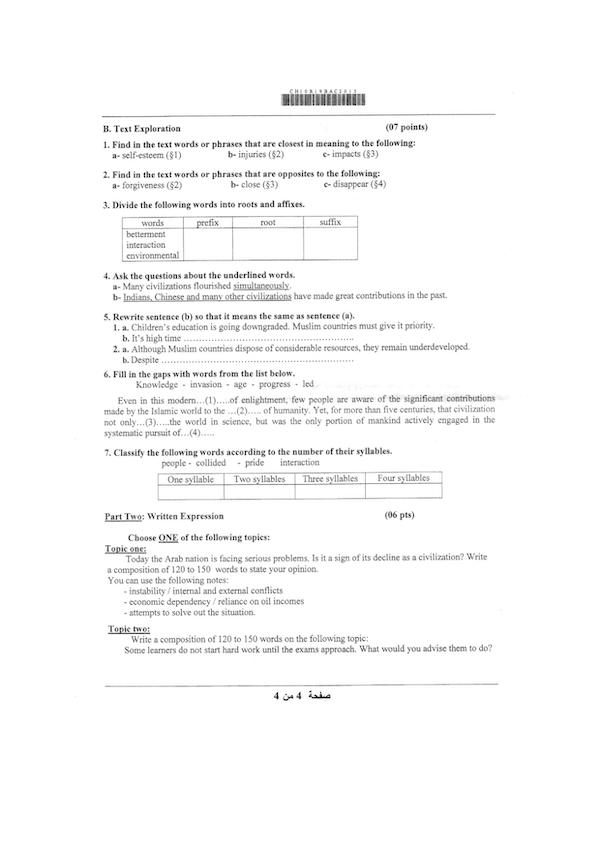 CH10R18BAC2013
B. Text Exploration (07 points)
1. Find in the text words or phrases that are closest in meaning to the following:
a- self-esteem (§1) b- injuries (§2) c- impacts (§3)
2. Find in the text words or phrases that are opposites to the following:
a- forgiveness (§2) b- close (§3) c- disappear (§4)
3. Divide the following words into roots and affixes.
words prefix root suffix
betterment
interaction
environmental
4. Ask the questions about the underlined words.
a- Many civilizations flourished simultaneously.
b- Indians, Chinese and many other civilizations have made great contributions in the past.
5. Rewrite sentence (b) so that it means the same as sentence (a).
1. a. Children's education is going downgraded. Muslim countries must give it priority.
b. It's high time ………………………………………………..
2. a. Although Muslim countries dispose of considerable resources, they remain underdeveloped.
b. Despite ………………………………………………….
6. Fill in the gaps with words from the list below.
Knowledge - invasion - age - progress - led
Even in this modern…(1)…..of enlightment, few people are aware of the significant contributions
made by the Islamic world to the …(2)….. of humanity. Yet, for more than five centuries, that civilization
not only…(3)…..the world in science, but was the only portion of mankind actively engaged in the
systematic pursuit of…(4)…..
7. Classify the following words according to the number of their syllables.
people - collided - pride interaction
One syllable Two syllables Three syllables Four syllables
Part Two: Written Expression (06 pts)
Choose ONE of the following topics:
Topic one:
Today the Arab nation is facing serious problems. Is it a sign of its decline as a civilization? Write
a composition of 120 to 150 words to state your opinion.
You can use the following notes:
- instability / internal and external conflicts
- economic dependency / reliance on oil incomes
- attempts to solve out the situation.
Topic two:
Write a composition of 120 to 150 words on the following topic:
Some learners do not start hard work until the exams approach. What would you advise them to do?
صفحة 4 من 4